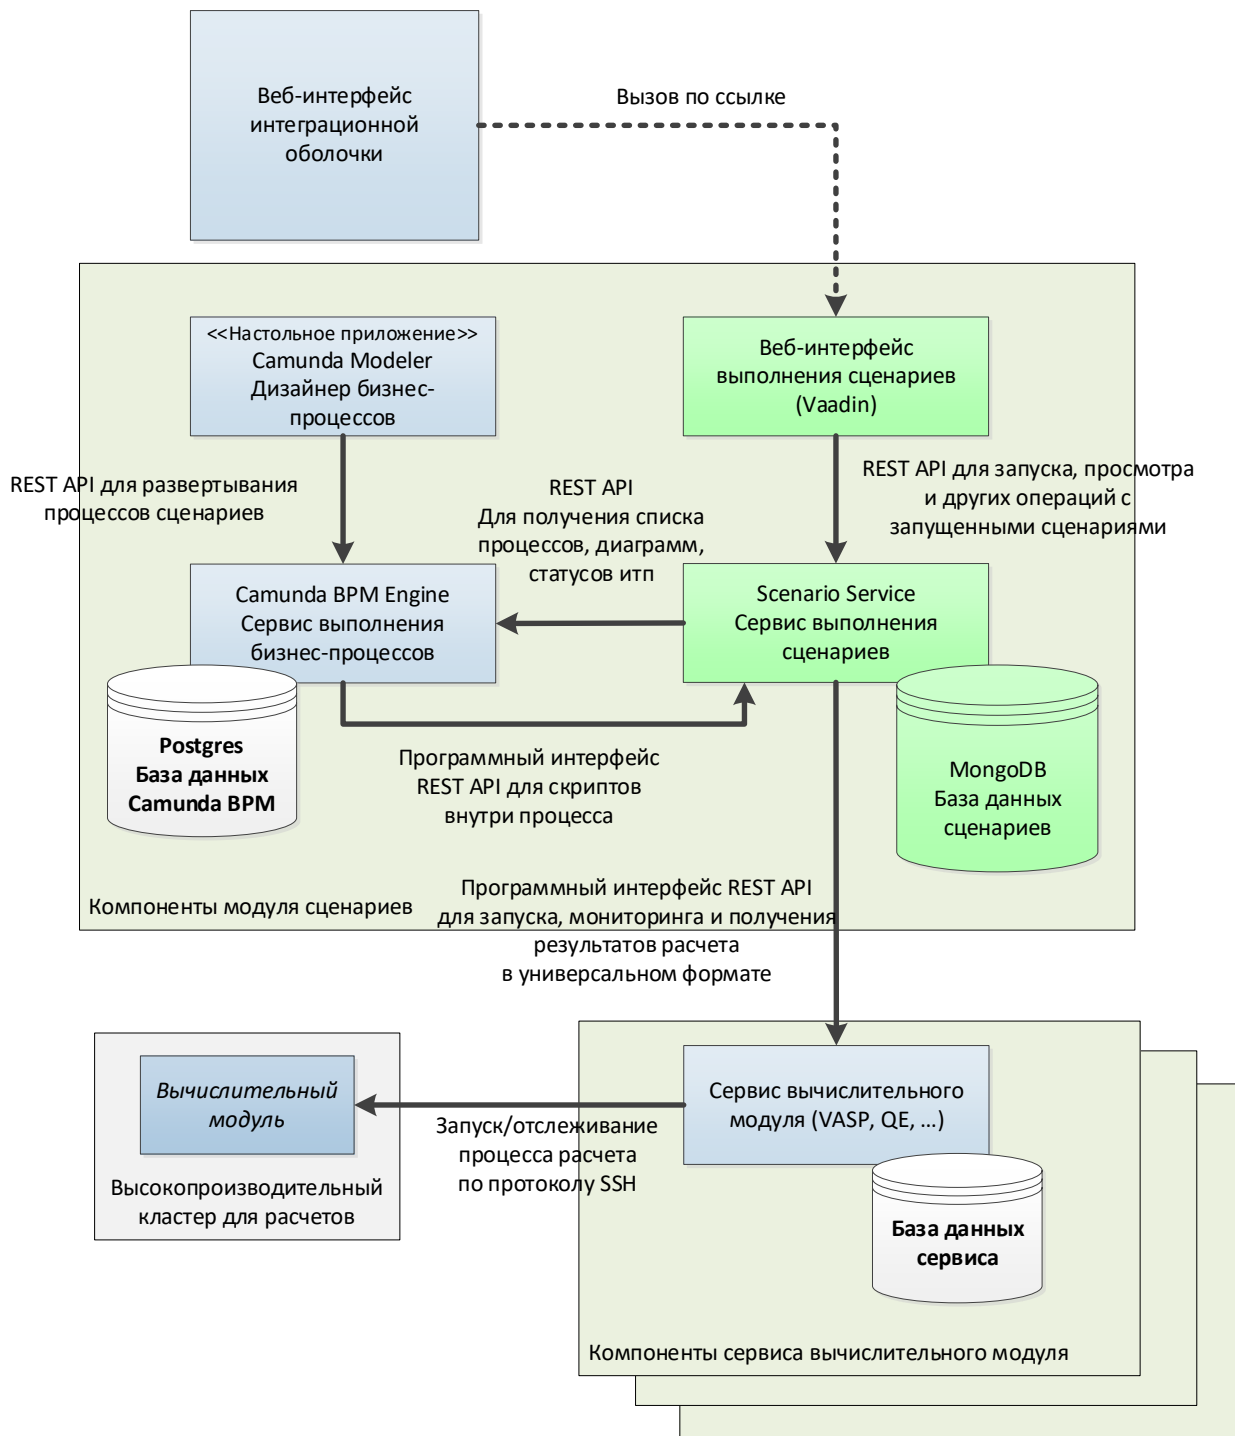 Веб-интерфейс
интеграционной
оболочки
Вызов по ссылке
<<Настольное приложение>>
Camunda Modeler
Дизайнер бизнес-
процессов
Веб-интерфейс
выполнения сценариев
(Vaadin)
REST API для развертывания
процессов сценариев
REST API
Для получения списка
процессов, диаграмм,
статусов итп
REST API для запуска, просмотра
и других операций с
запущенными сценариями
Camunda BPM Engine
Сервис выполнения
бизнес-процессов
Scenario Service
Сервис выполнения
сценариев
Postgres
База данных
Camunda BPM
Программный интерфейс
REST API для скриптов
внутри процесса
MongoDB
База данных
сценариев
Компоненты модуля сценариев
Программный интерфейс REST API
для запуска, мониторинга и получения
результатов расчета
в универсальном формате
Вычислительный
модуль
Высокопроизводительный
кластер для расчетов
Запуск/отслеживание
процесса расчета
по протоколу SSH
Сервис вычислительного
модуля (VASP, QE, ...)
База данных
сервиса
Компоненты сервиса вычислительного модуля